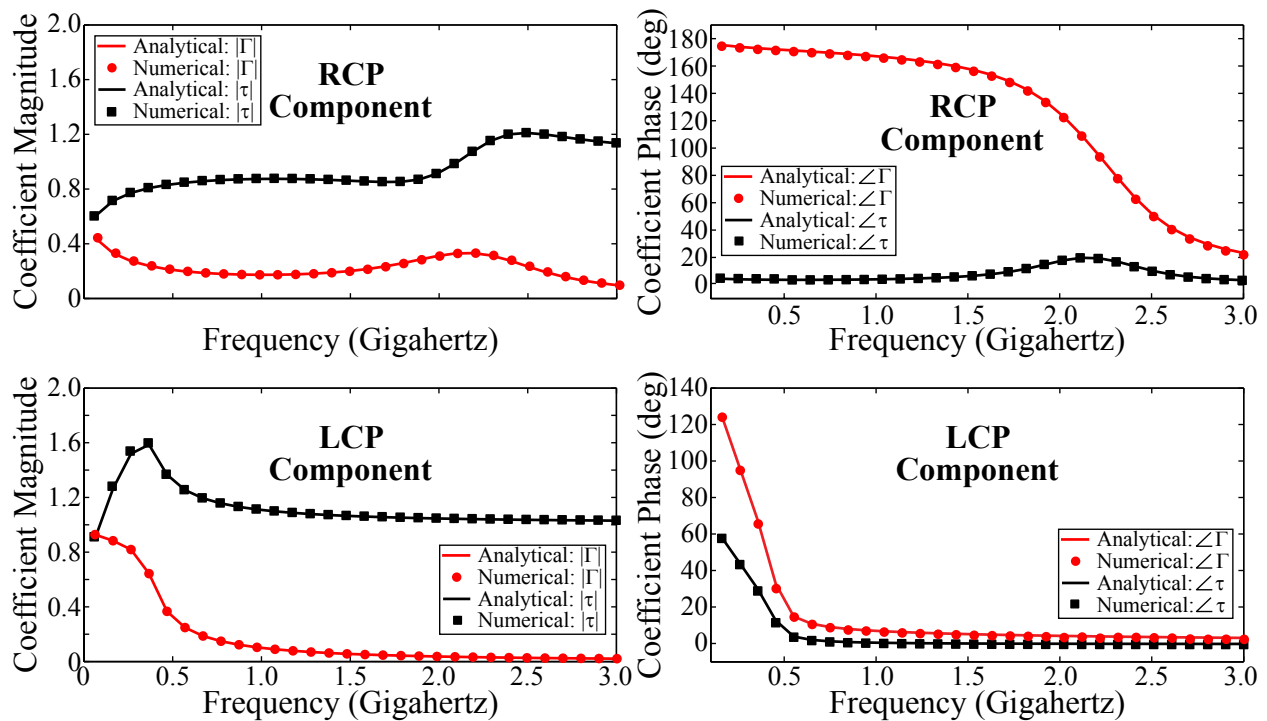 Coefficient Magnitude
2.0
1.6
1.2
0.8
0.4
0
Analytical: |Γ|
Numerical: |Γ|
Analytical: |τ|
Numerical: |τ|
RCP
Component
Frequency (Gigahertz)
Coefficient Phase (deg)
180
160
140
120
100
80
60
40
20
0
RCP
Component
Analytical:∠Γ
Numerical:∠Γ
Analytical:∠τ
Numerical:∠τ
0.5 1.0 1.5 2.0 2.5 3.0
Frequency (Gigahertz)
Coefficient Magnitude
2.0
1.6
1.2
0.8
0.4
0
LCP
Component
Analytical: |Γ|
Numerical: |Γ|
Analytical: |τ|
Numerical: |τ|
0.5 1.0 1.5 2.0 2.5 3.0
Frequency (Gigahertz)
Coefficient Phase (deg)
140
120
100
80
60
40
20
0
LCP
Component
Analytical:∠Γ
Numerical:∠Γ
Analytical:∠τ
Numerical:∠τ
0.5 1.0 1.5 2.0 2.5 3.0
Frequency (Gigahertz)